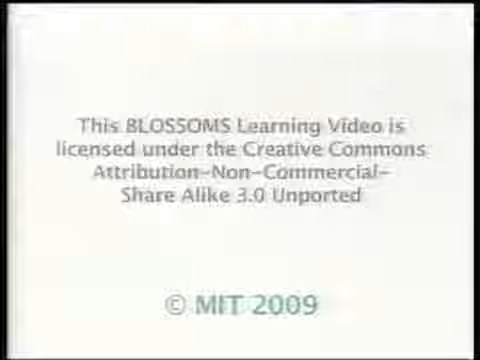 This BLOSSOMS Learning Video is
licensed under the Creative Commons
Attribution-Non-Commercial-
Share Alike 3.0 Unported
© MIT 2009